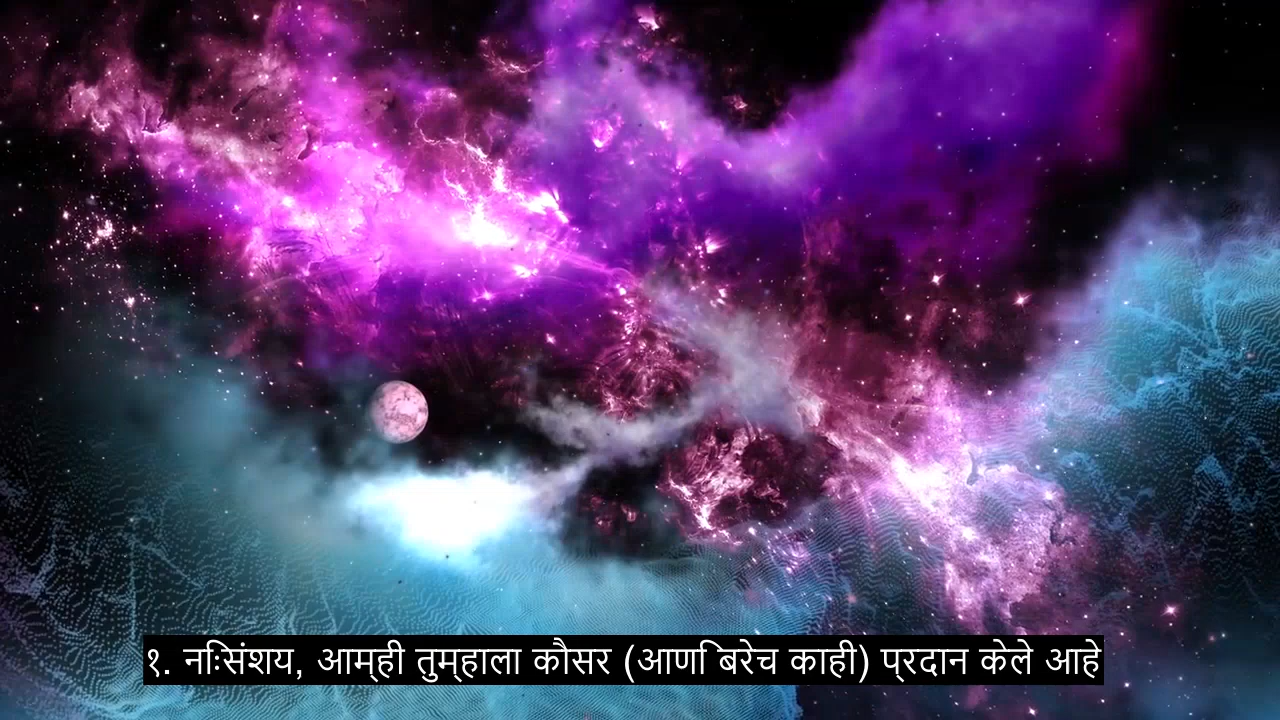 १. निःसंशय, आम्ही तुम्हाला कौसर (आणि बरेच काही) प्रदान केले आहे